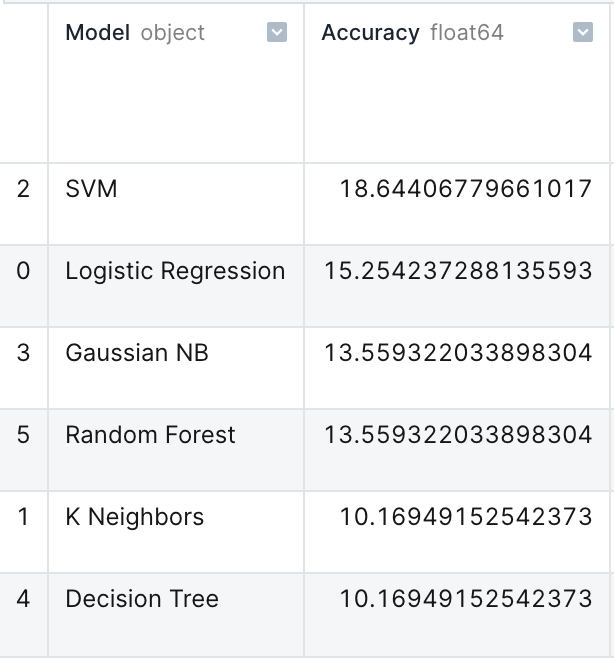 Model object Accuracy float64
2 SVM 18.64406779661017
0 Logistic Regression 15.254237288135593
3 Gaussian NB 13.559322033898304
5 Random Forest 13.559322033898304
1 K Neighbors 10.16949152542373
4 Decision Tree 10.16949152542373